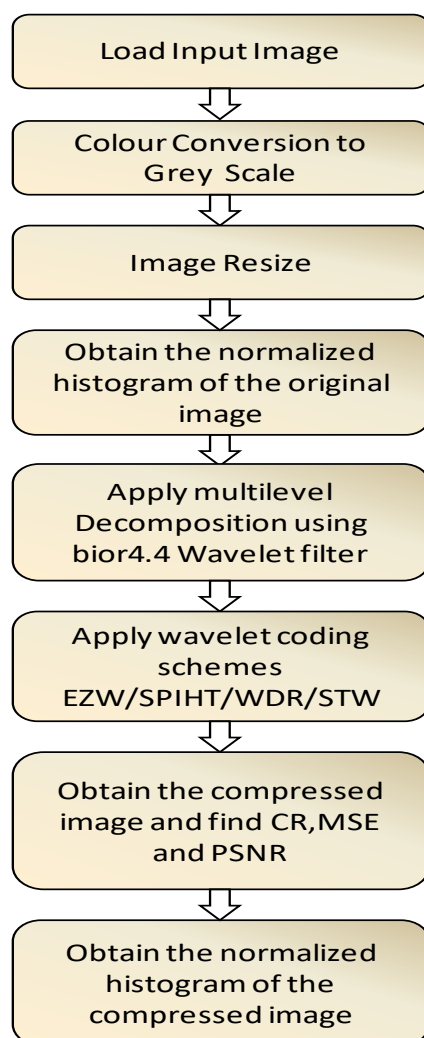 Load Input Image
Colour Conversion to
Grey Scale
Image Resize
Obtain the normalized
histogram of the original
image
Apply multilevel
Decomposition using
bior4.4 Wavelet filter
Apply wavelet coding
schemes
EZW/SPIHT/WDR/STW
Obtain the compressed
image and find CR,MSE
and PSNR
Obtain the normalized
histogram of the
compressed image